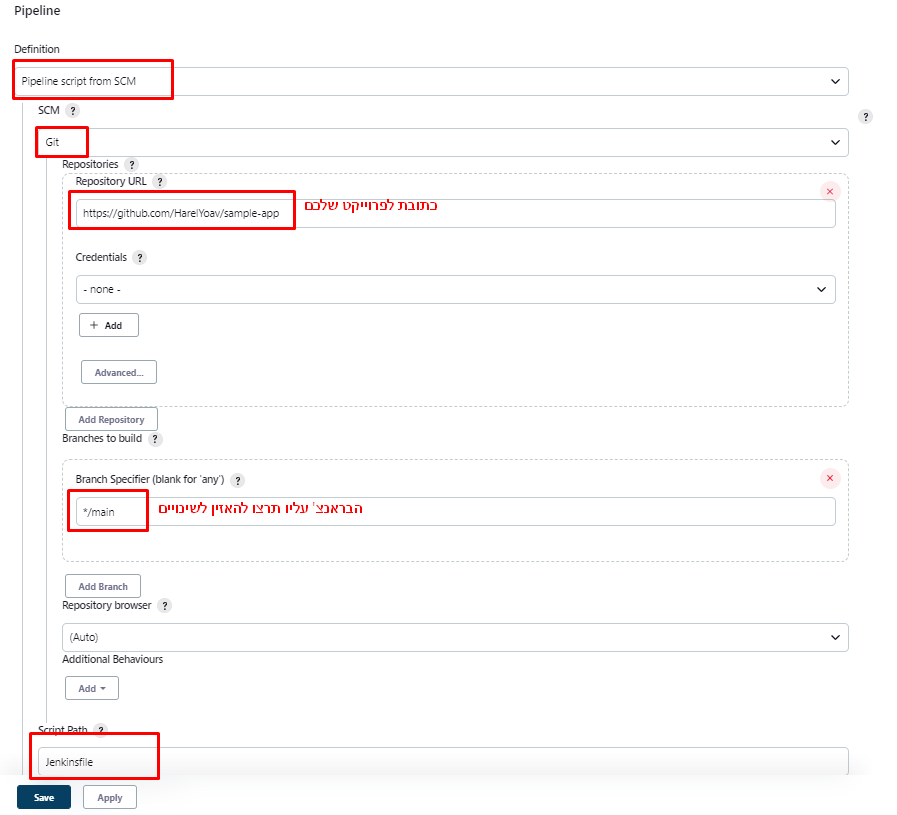 Pipeline
Definition
Pipeline script from SCM
SCM ?
?
Git
Repositories ?
Repository URL ?
https://github.com/HarelYoav/sample-app
כתובת לפרוייקט שלכם
Credentials ?
- none -
+ Add
Advanced...
Add Repository
Branches to build ?
Branch Specifier (blank for 'any') ?
*/main
הבראנצ' עליו תרצו להאזין לשינויים
Add Branch
Repository browser ?
(Auto)
Additional Behaviours
Add
Script Path ?
Jenkinsfile
Save
Apply